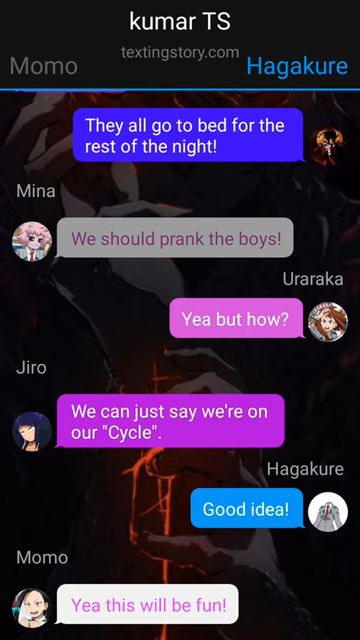 kumar TS
textingstory.com
Momo
Hagakure
They all go to bed for the
rest of the night!
Mina
We should prank the boys!
Uraraka
Yea but how?
Jiro
We can just say we're on
our "Cycle".
Hagakure
Good idea!
Momo
Yea this will be fun!